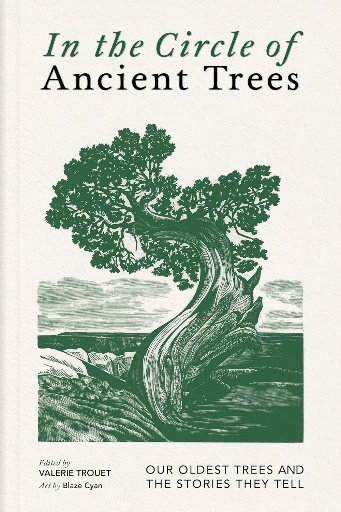 In the Circle of
Ancient Trees
Edited by
VALERIE TROUET
Art by Blaze Cyan
OUR OLDEST TREES AND
THE STORIES THEY TELL